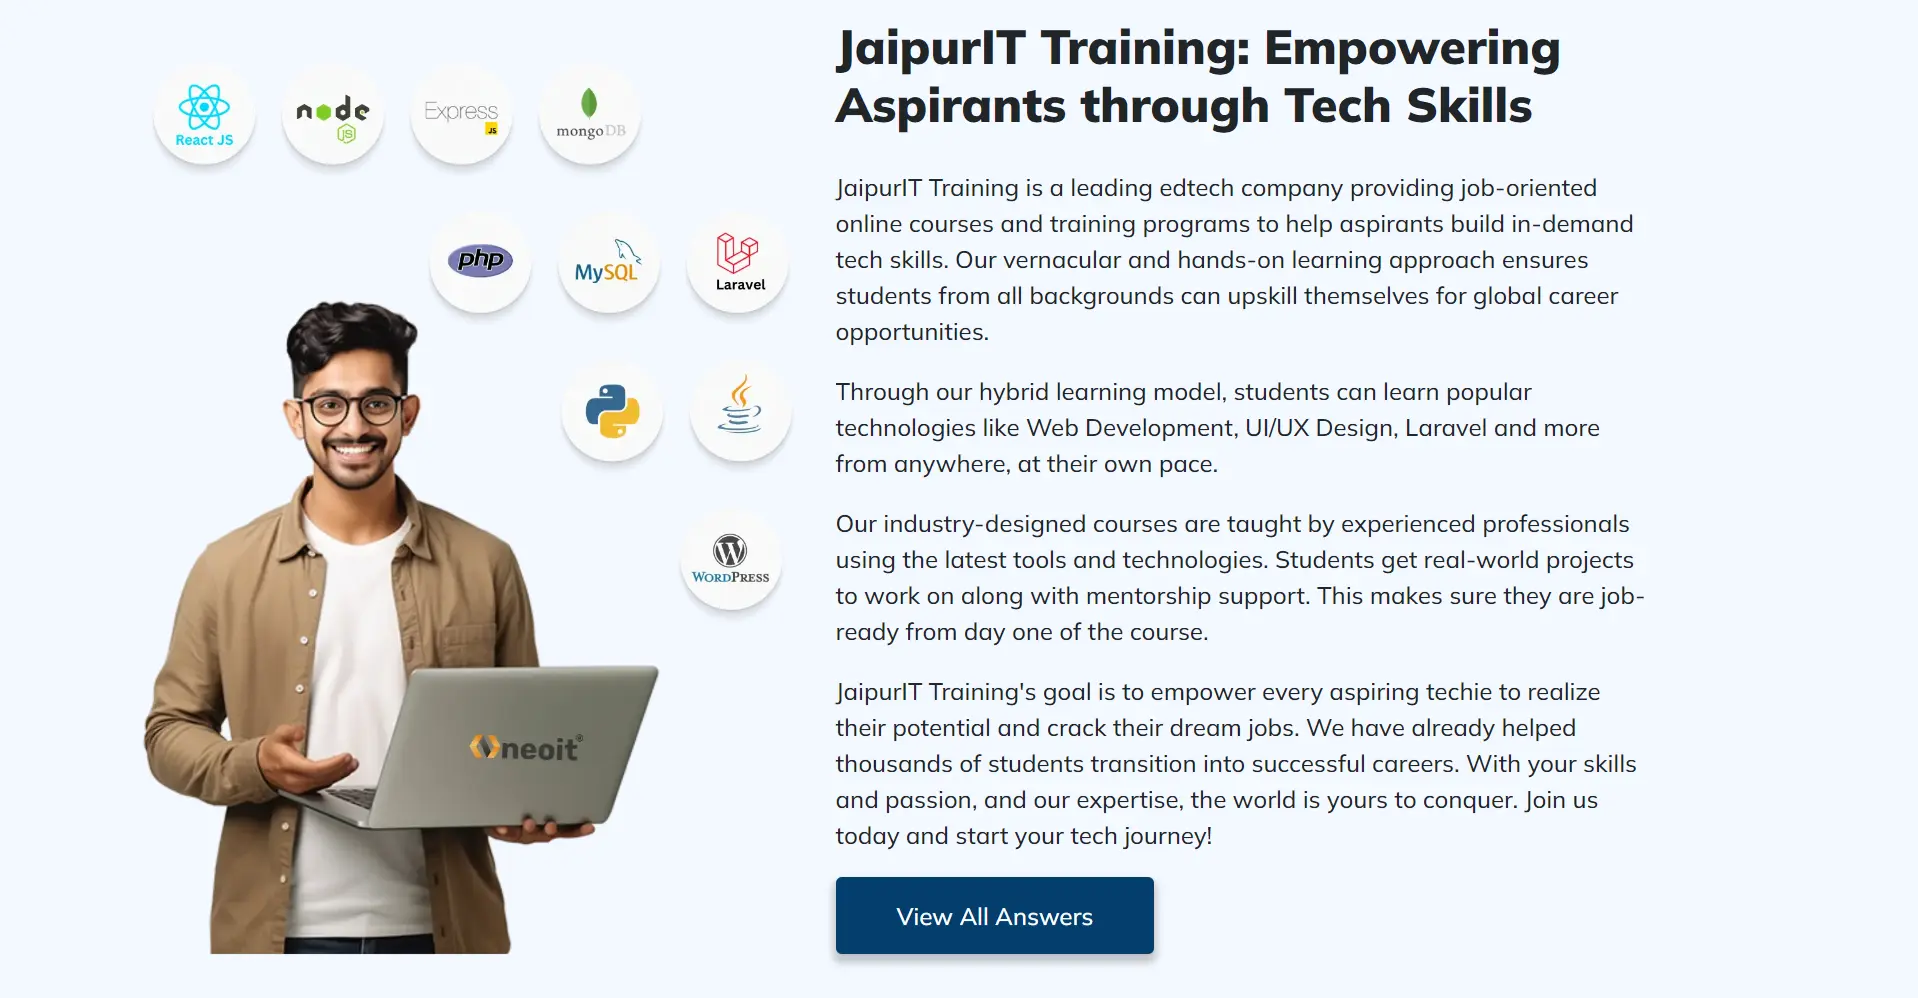 JaipurIT Training: Empowering
Aspirants through Tech Skills
React JS
node
JS
Express
JS
mongoDB
php
MySQL
Laravel
WORDPRESS
neoit®
JaipurIT Training is a leading edtech company providing job-oriented
online courses and training programs to help aspirants build in-demand
tech skills. Our vernacular and hands-on learning approach ensures
students from all backgrounds can upskill themselves for global career
opportunities.
Through our hybrid learning model, students can learn popular
technologies like Web Development, UI/UX Design, Laravel and more
from anywhere, at their own pace.
Our industry-designed courses are taught by experienced professionals
using the latest tools and technologies. Students get real-world projects
to work on along with mentorship support. This makes sure they are job-
ready from day one of the course.
JaipurIT Training's goal is to empower every aspiring techie to realize
their potential and crack their dream jobs. We have already helped
thousands of students transition into successful careers. With your skills
and passion, and our expertise, the world is yours to conquer. Join us
today and start your tech journey!
View All Answers